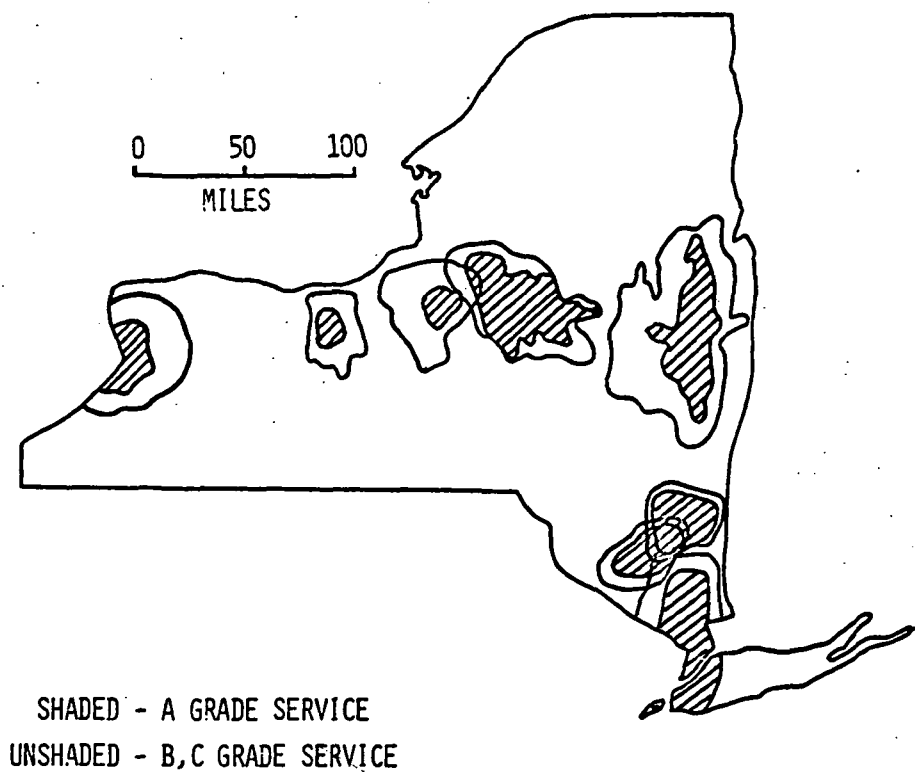 0 50 100
MILES
SHADED - A GRADE SERVICE
UNSHADED - B,C GRADE SERVICE